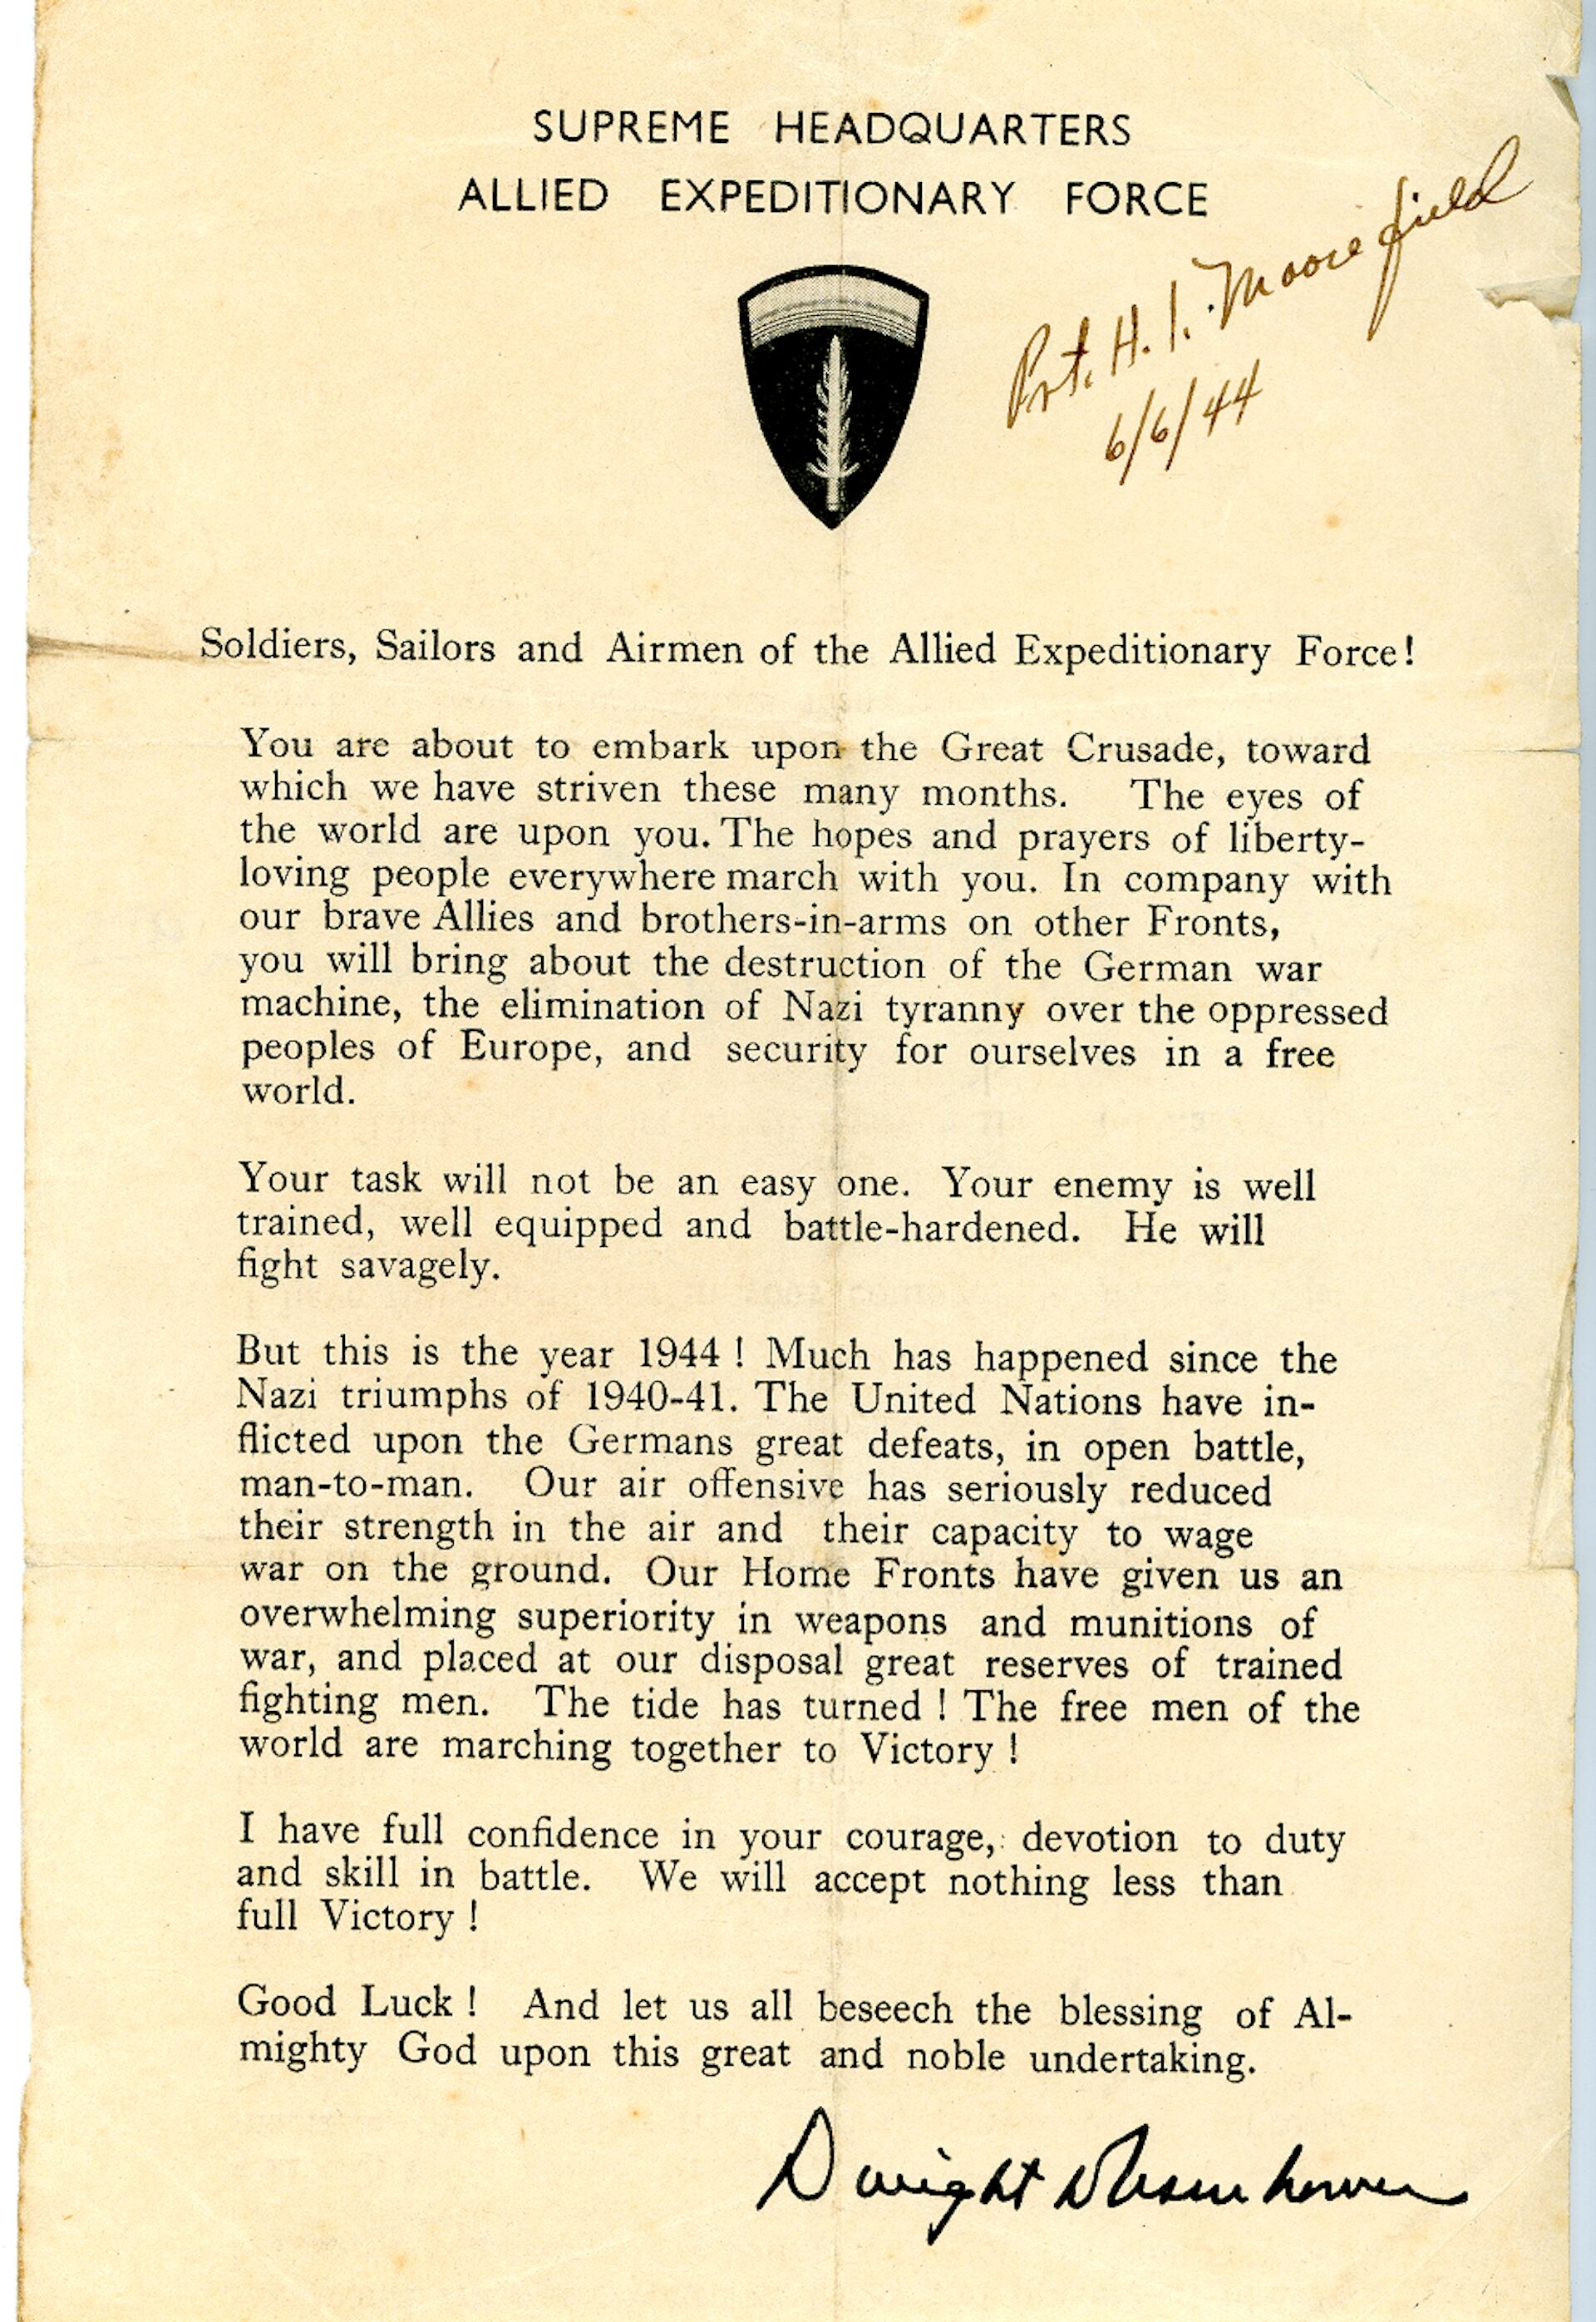 SUPREME HEADQUARTERS
ALLIED EXPEDITIONARY FORCE
Pvt. H. I. Moorefield
6/6/44
Soldiers, Sailors and Airmen of the Allied Expeditionary Force!
You are about to embark upon the Great Crusade, toward
which we have striven these many months. The eyes of
the world are upon you. The hopes and prayers of liberty-
loving people everywhere march with you. In company with
our brave Allies and brothers-in-arms on other Fronts,
you will bring about the destruction of the German war
machine, the elimination of Nazi tyranny over the oppressed
peoples of Europe, and security for ourselves in a free
world.
Your task will not be an easy one. Your enemy is well
trained, well equipped and battle-hardened. He will
fight savagely.
But this is the year 1944 ! Much has happened since the
Nazi triumphs of 1940-41. The United Nations have in-
flicted upon the Germans great defeats, in open battle,
man-to-man. Our air offensive has seriously reduced
their strength in the air and their capacity to wage
war on the ground. Our Home Fronts have given us an
overwhelming superiority in weapons and munitions of
war, and placed at our disposal great reserves of trained
fighting men. The tide has turned ! The free men of the
world are marching together to Victory !
I have full confidence in your courage, devotion to duty
and skill in battle. We will accept nothing less than
full Victory !
Good Luck ! And let us all beseech the blessing of Al-
mighty God upon this great and noble undertaking.
Dwight D Eisenhower